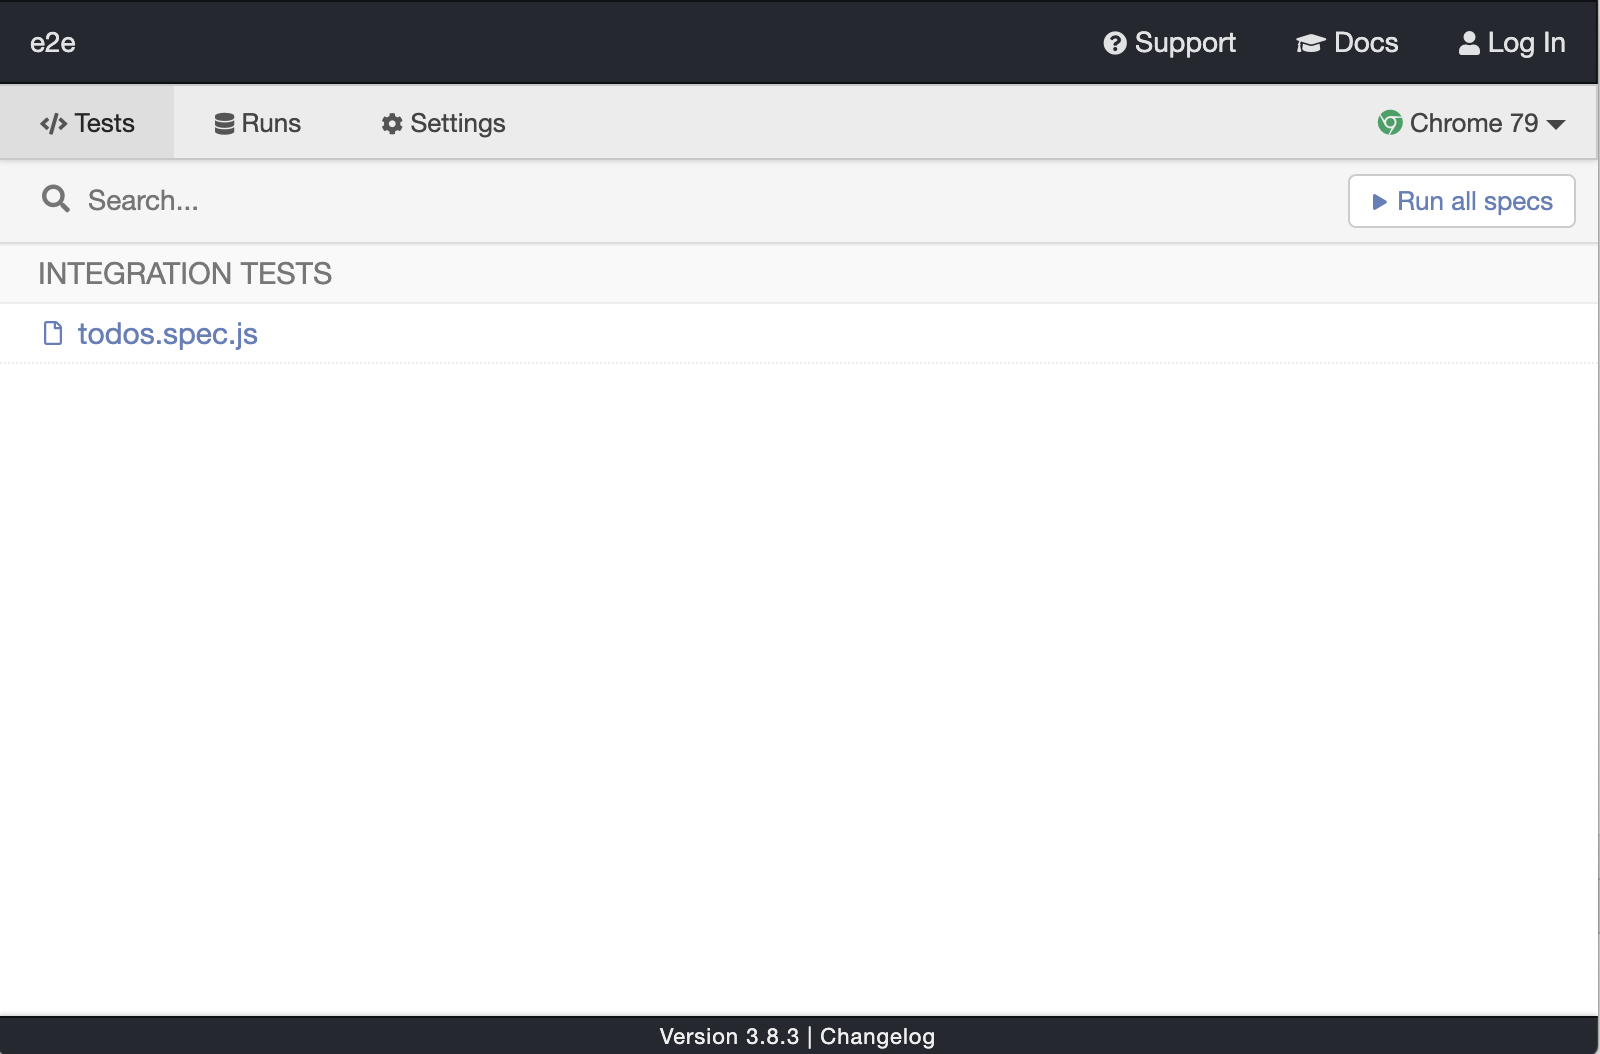 e2e Support Docs Log In
Tests Runs Settings Chrome 79
Search... Run all specs
INTEGRATION TESTS
todos.spec.js
Version 3.8.3 | Changelog